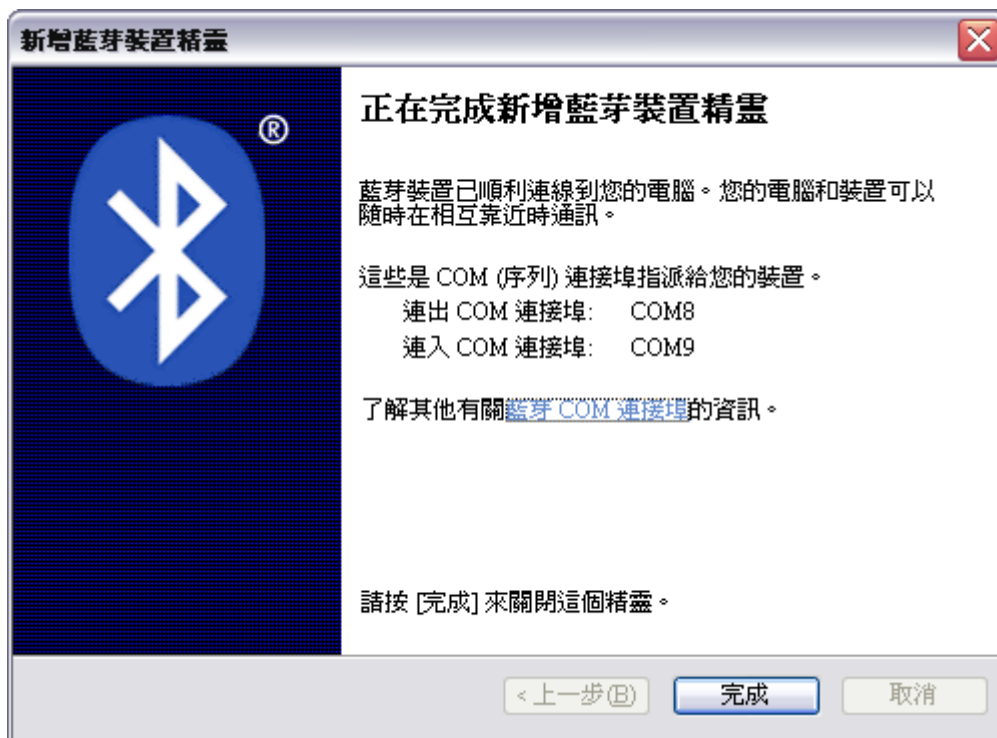 新增藍芽裝置精靈
®
正在完成新增藍芽裝置精靈
藍芽裝置已順利連線到您的電腦。您的電腦和裝置可以
隨時在相互靠近時通訊。
這些是 COM (序列) 連接埠指派給您的裝置。
連出 COM 連接埠: COM8
連入 COM 連接埠: COM9
了解其他有關藍芽 COM 連接埠的資訊。
請按 [完成] 來關閉這個精靈。
< 上一步(B) 完成 取消